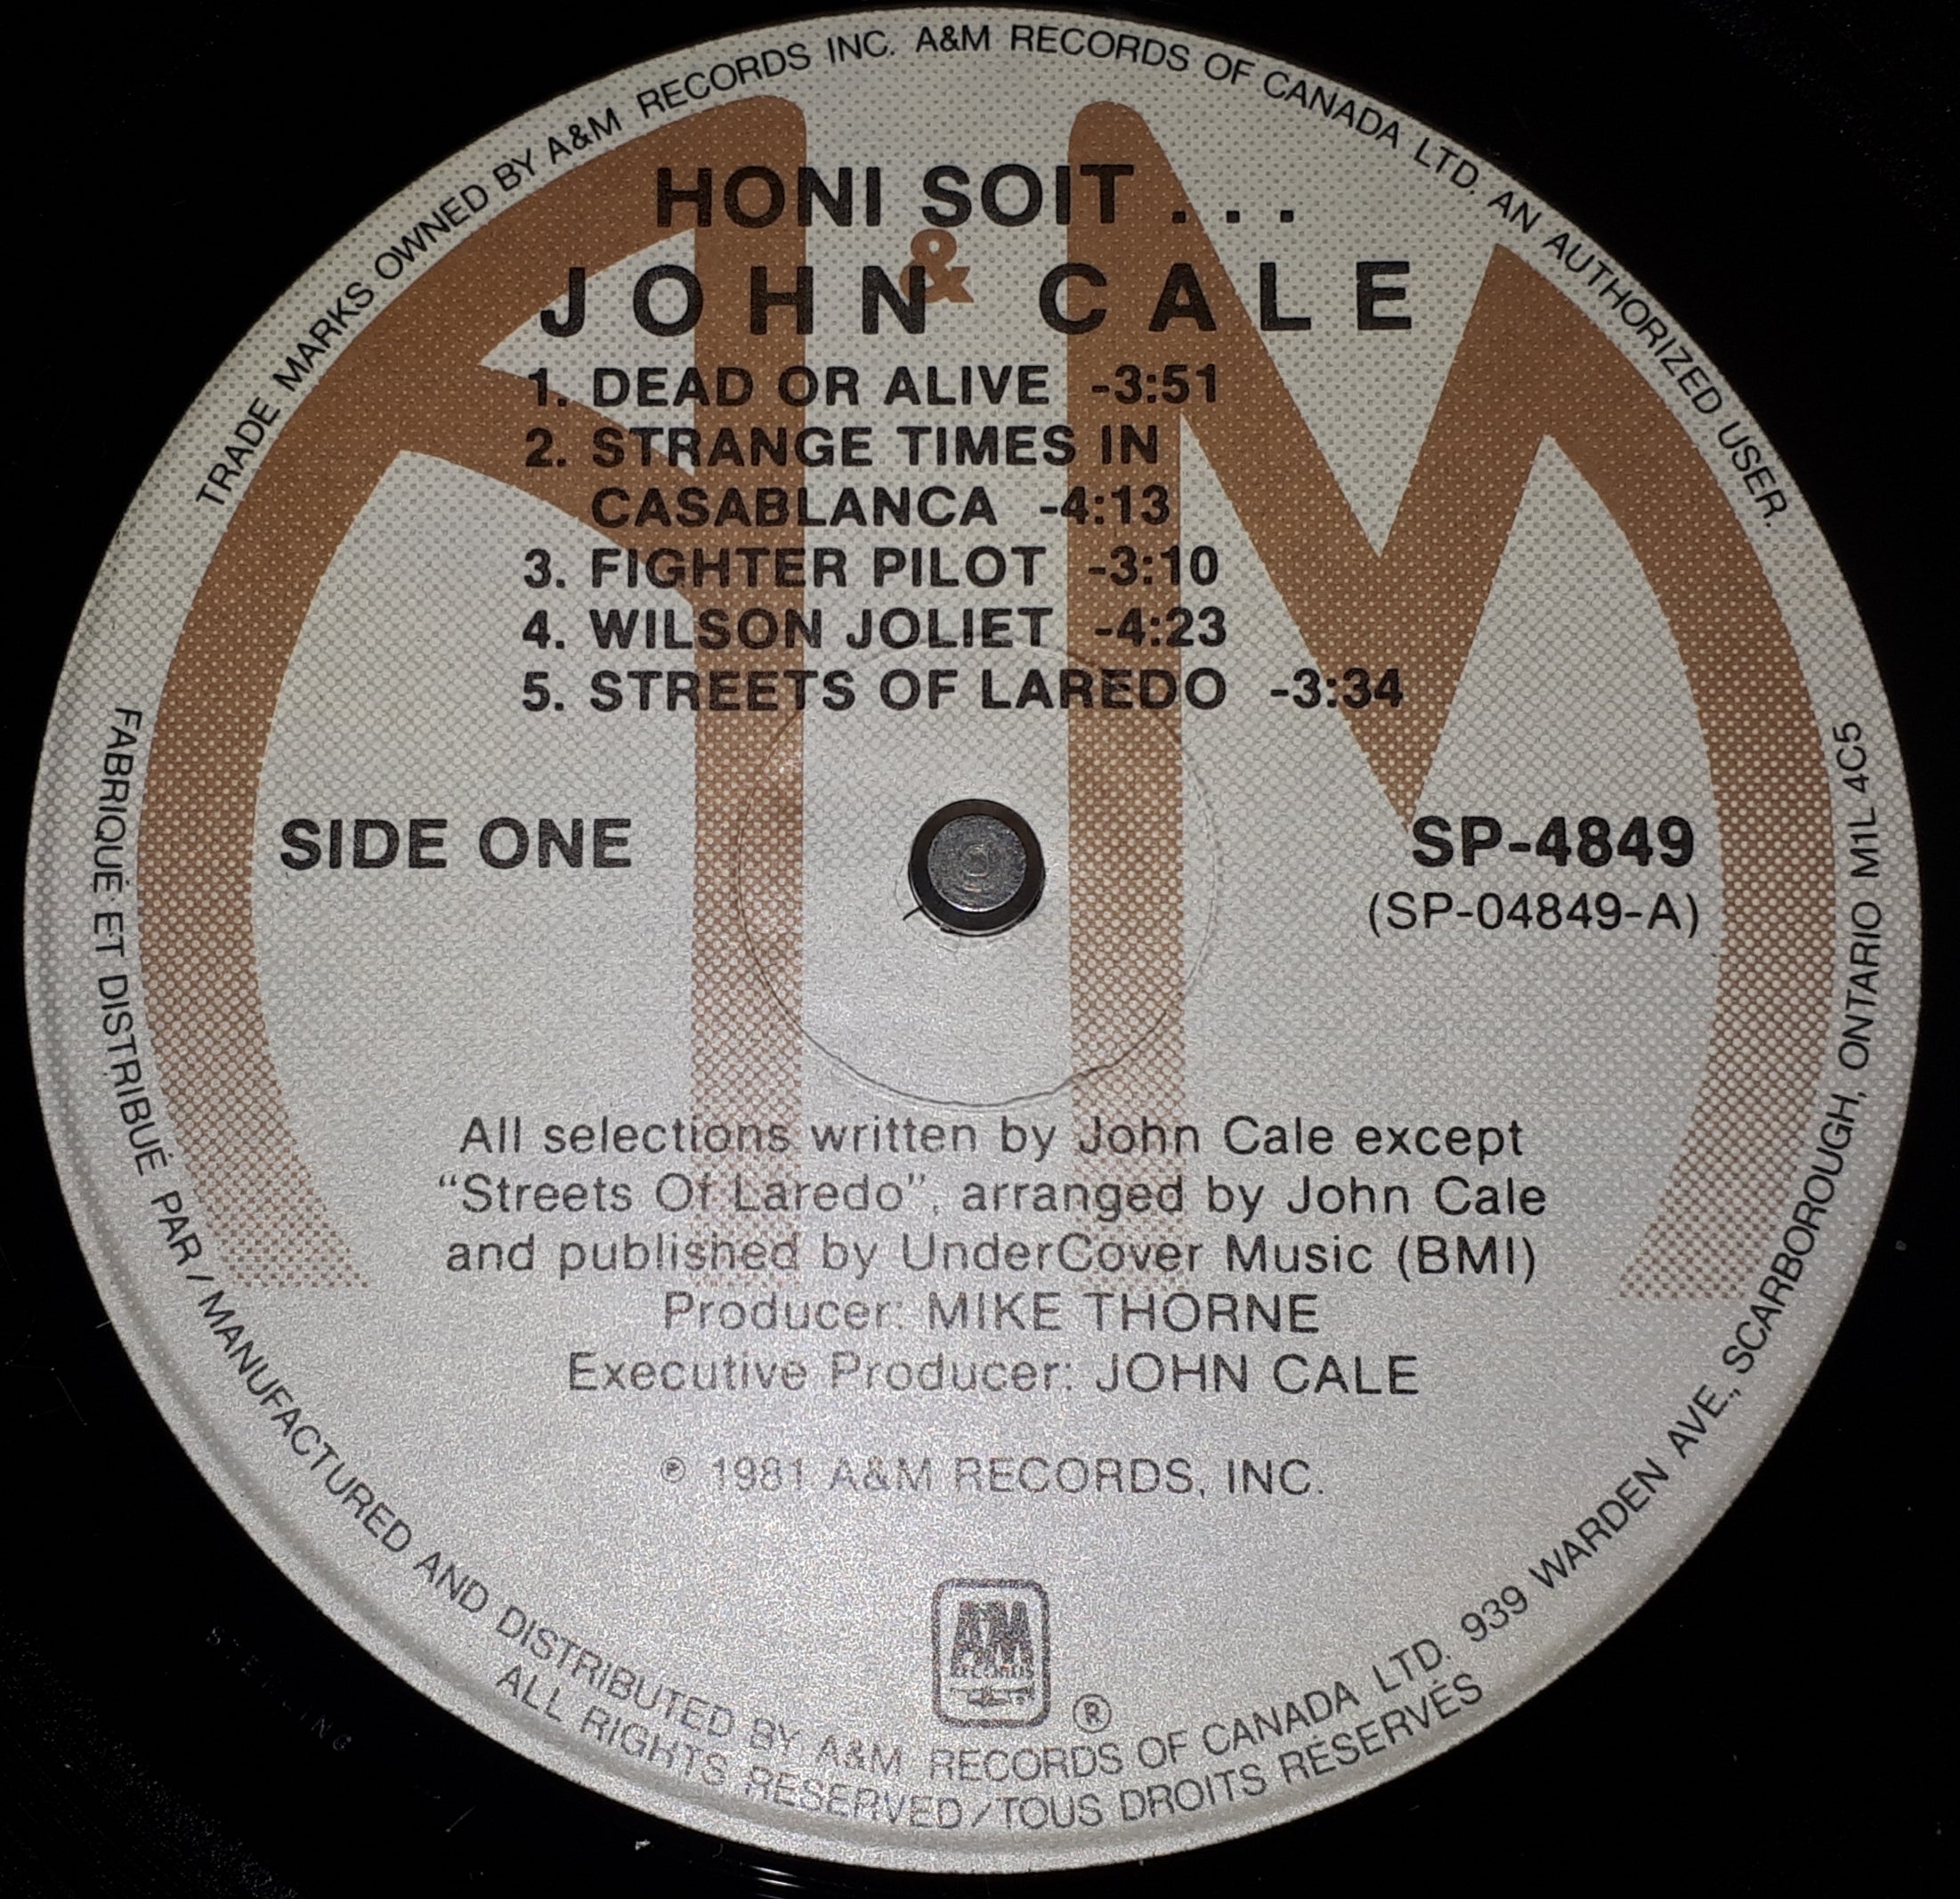 TRADE MARKS OWNED BY A&M RECORDS INC. A&M RECORDS OF CANADA LTD. AN AUTHORIZED USER.
HONI SOIT . . .
&
JOHN CALE
1. DEAD OR ALIVE -3:51
2. STRANGE TIMES IN
CASABLANCA -4:13
3. FIGHTER PILOT -3:10
4. WILSON JOLIET -4:23
5. STREETS OF LAREDO -3:34
SIDE ONE
SP-4849
(SP-04849-A)
All selections written by John Cale except
“Streets Of Laredo”, arranged by John Cale
and published by UnderCover Music (BMI)
Producer: MIKE THORNE
Executive Producer: JOHN CALE
℗ 1981 A&M RECORDS, INC.
A&M
RECORDS
®
FABRIQUÉ ET DISTRIBUÉ PAR / MANUFACTURED AND DISTRIBUTED BY A&M RECORDS OF CANADA LTD. 939 WARDEN AVE., SCARBOROUGH, ONTARIO M1L 4C5
ALL RIGHTS RESERVED/TOUS DROITS RÉSERVÉS
STERLING